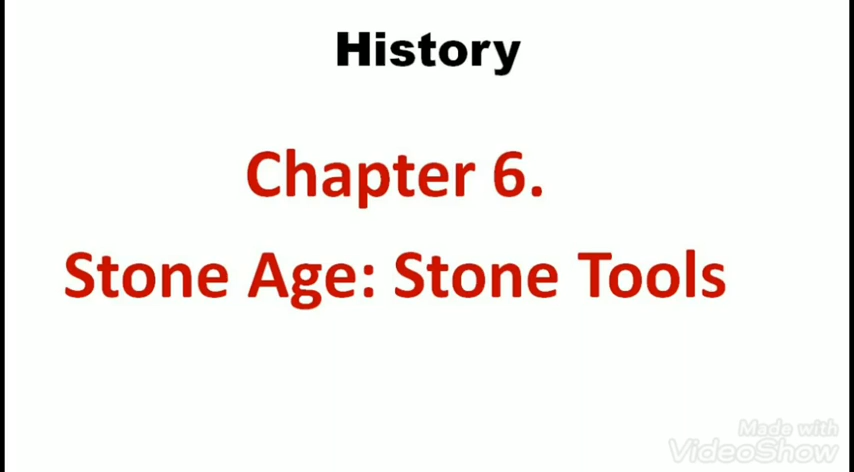 History
Chapter 6.
Stone Age: Stone Tools
Made with
VideoShow